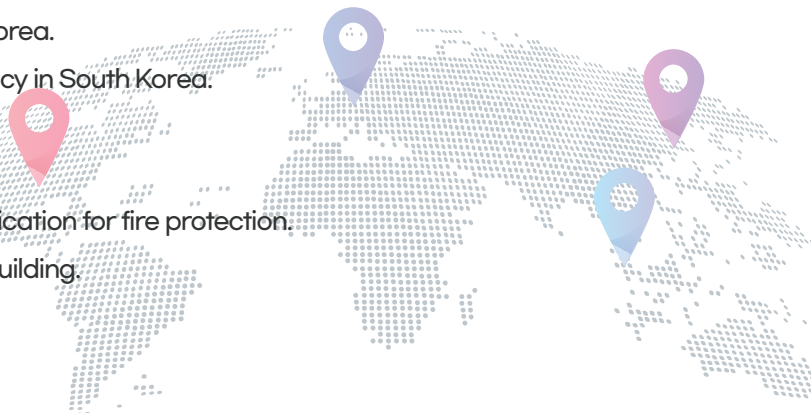 orea.
cy in South Korea.
ication for fire protection.
uilding.